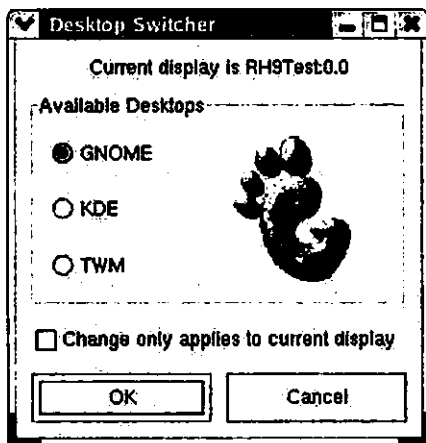 Desktop Switcher
Current display is RH9Test:0.0
Available Desktops
GNOME
KDE
TWM
Change only applies to current display
OK
Cancel